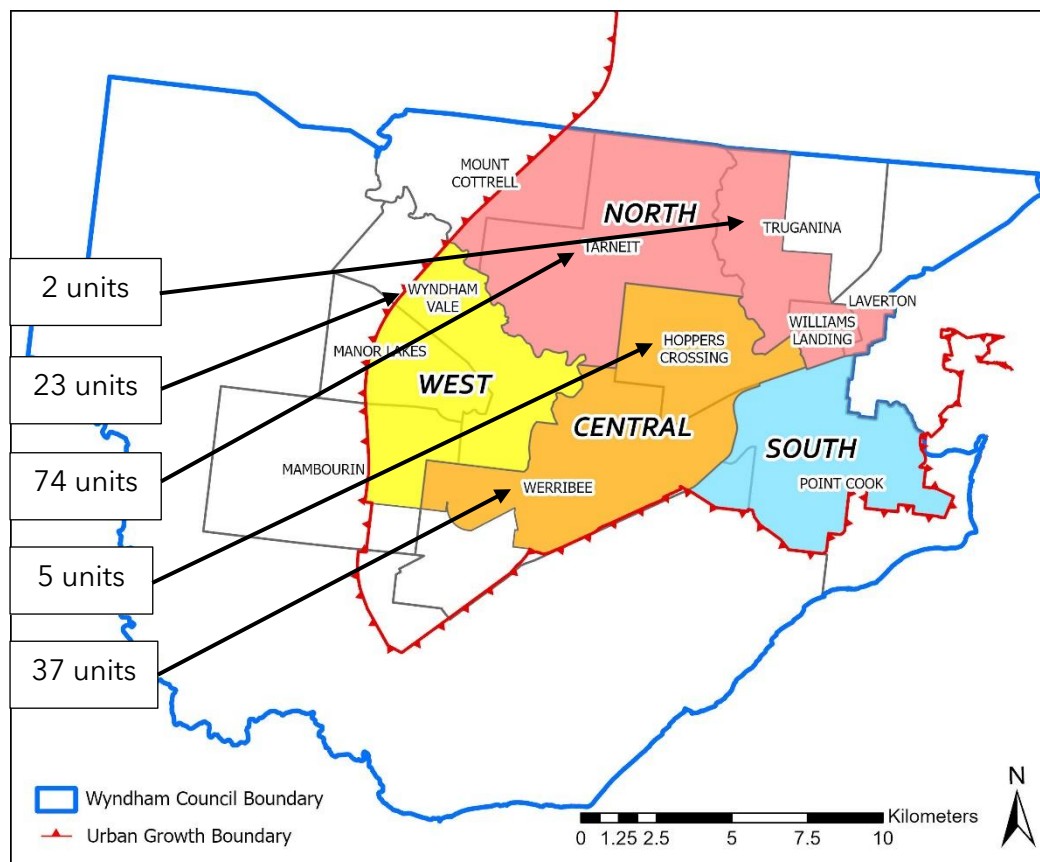 MOUNT
COTTRELL
NORTH
TRUGANINA
TARNEIT
2 units
WYNDHAM
VALE
LAVERTON
WILLIAMS
LANDING
HOPPERS
CROSSING
MANOR LAKES
23 units
WEST
CENTRAL
SOUTH
74 units
MAMBOURIN
WERRIBEE
POINT COOK
5 units
37 units
N
Wyndham Council Boundary
Urban Growth Boundary
Kilometers
0 1.25 2.5 5 7.5 10